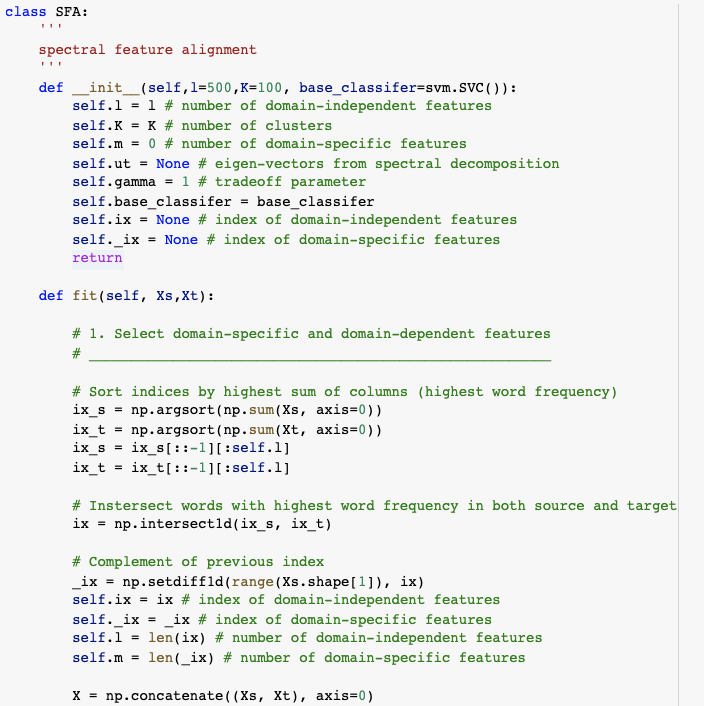 class SFA:
    '''
    spectral feature alignment
    '''
    def __init__(self,l=500,K=100, base_classifer=svm.SVC()):
        self.l = l # number of domain-independent features
        self.K = K # number of clusters
        self.m = 0 # number of domain-specific features
        self.ut = None # eigen-vectors from spectral decomposition
        self.gamma = 1 # tradeoff parameter
        self.base_classifer = base_classifer
        self.ix = None # index of domain-independent features
        self._ix = None # index of domain-specific features
        return

    def fit(self, Xs,Xt):

        # 1. Select domain-specific and domain-dependent features
        # _______________________________________________________

        # Sort indices by highest sum of columns (highest word frequency)
        ix_s = np.argsort(np.sum(Xs, axis=0))
        ix_t = np.argsort(np.sum(Xt, axis=0))
        ix_s = ix_s[::-1][:self.l]
        ix_t = ix_t[::-1][:self.l]

        # Instersect words with highest word frequency in both source and target
        ix = np.intersect1d(ix_s, ix_t)

        # Complement of previous index
        _ix = np.setdiff1d(range(Xs.shape[1]), ix)
        self.ix = ix # index of domain-independent features
        self._ix = _ix # index of domain-specific features
        self.l = len(ix) # number of domain-independent features
        self.m = len(_ix) # number of domain-specific features

        X = np.concatenate((Xs, Xt), axis=0)